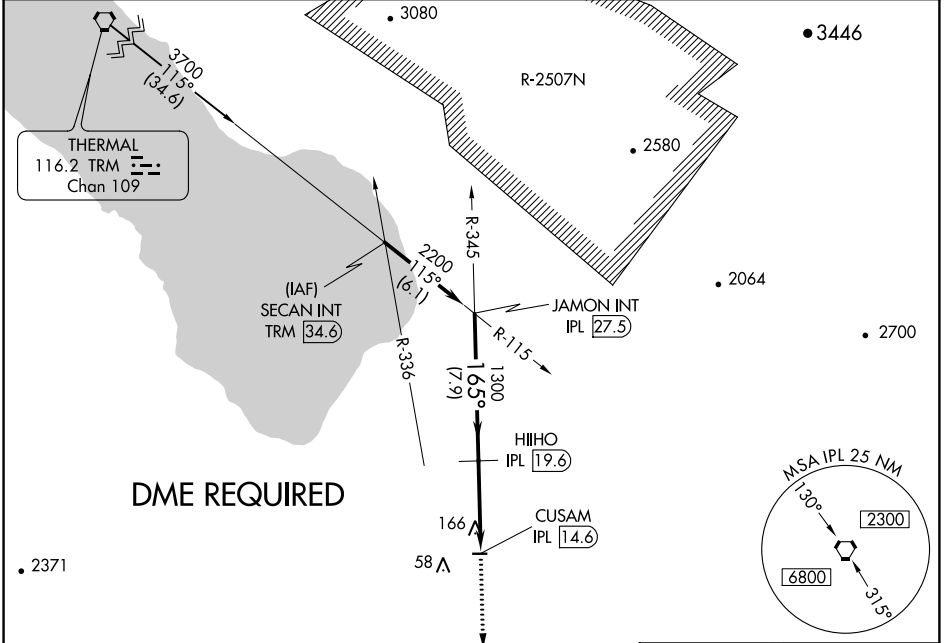 3080
3446
3700
115°
(34.6)
R-2507N
THERMAL
116.2 TRM
Chan 109
2580
R-345
2200
115°
(6.1)
2064
(IAF)
SECAN INT
TRM 34.6
JAMON INT
IPL 27.5
R-115
2700
R-336
1300
165°
(7.9)
HIHO
IPL 19.6
MSA IPL 25 NM
130°
2300
6800
315°
DME REQUIRED
166
CUSAM
IPL 14.6
58
2371